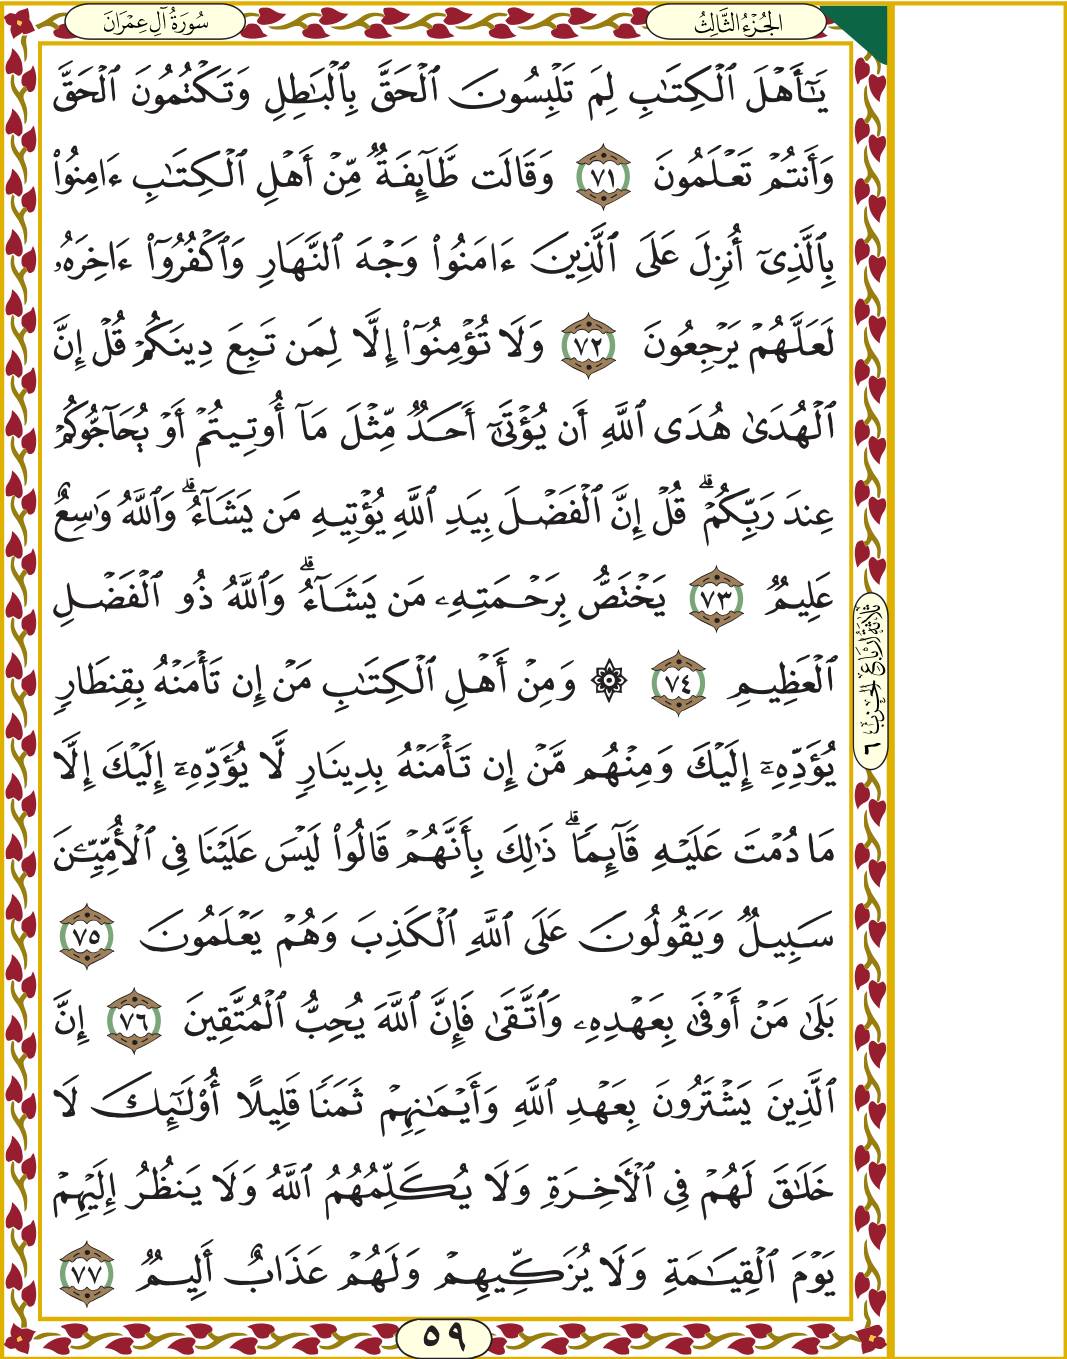 سُورَةُ آلِ عِمْرَانَ
الجُزْءُ الثَّالِثُ
يَٰٓأَهْلَ ٱلْكِتَٰبِ لِمَ تَلْبِسُونَ ٱلْحَقَّ بِٱلْبَٰطِلِ وَتَكْتُمُونَ ٱلْحَقَّ
وَأَنتُمْ تَعْلَمُونَ ٧١ وَقَالَت طَّآئِفَةٌ مِّنْ أَهْلِ ٱلْكِتَٰبِ ءَامِنُوا۟
بِٱلَّذِىٓ أُنزِلَ عَلَى ٱلَّذِينَ ءَامَنُوا۟ وَجْهَ ٱلنَّهَارِ وَٱكْفُرُوٓا۟ ءَاخِرَهُۥ
لَعَلَّهُمْ يَرْجِعُونَ ٧٢ وَلَا تُؤْمِنُوٓا۟ إِلَّا لِمَن تَبِعَ دِينَكُمْ قُلْ إِنَّ
ٱلْهُدَىٰ هُدَى ٱللَّهِ أَن يُؤْتَىٰٓ أَحَدٌ مِّثْلَ مَآ أُوتِيتُمْ أَوْ يُحَآجُّوكُمْ
عِندَ رَبِّكُمْ ۗ قُلْ إِنَّ ٱلْفَضْلَ بِيَدِ ٱللَّهِ يُؤْتِيهِ مَن يَشَآءُ ۗ وَٱللَّهُ وَٰسِعٌ
عَلِيمٌ ٧٣ يَخْتَصُّ بِرَحْمَتِهِۦ مَن يَشَآءُ ۗ وَٱللَّهُ ذُو ٱلْفَضْلِ
ٱلْعَظِيمِ ٧٤ ۞ وَمِنْ أَهْلِ ٱلْكِتَٰبِ مَنْ إِن تَأْمَنْهُ بِقِنطَارٍ
يُؤَدِّهِۦٓ إِلَيْكَ وَمِنْهُم مَّنْ إِن تَأْمَنْهُ بِدِينَارٍ لَّا يُؤَدِّهِۦٓ إِلَيْكَ إِلَّا
مَا دُمْتَ عَلَيْهِ قَآئِمًا ۗ ذَٰلِكَ بِأَنَّهُمْ قَالُوا۟ لَيْسَ عَلَيْنَا فِى ٱلْأُمِّيِّـۧنَ
سَبِيلٌ وَيَقُولُونَ عَلَى ٱللَّهِ ٱلْكَذِبَ وَهُمْ يَعْلَمُونَ ٧٥
بَلَىٰ مَنْ أَوْفَىٰ بِعَهْدِهِۦ وَٱتَّقَىٰ فَإِنَّ ٱللَّهَ يُحِبُّ ٱلْمُتَّقِينَ ٧٦ إِنَّ
ٱلَّذِينَ يَشْتَرُونَ بِعَهْدِ ٱللَّهِ وَأَيْمَٰنِهِمْ ثَمَنًا قَلِيلًا أُو۟لَٰٓئِكَ لَا
خَلَٰقَ لَهُمْ فِى ٱلْأَخِرَةِ وَلَا يُكَلِّمُهُمُ ٱللَّهُ وَلَا يَنظُرُ إِلَيْهِمْ
يَوْمَ ٱلْقِيَٰمَةِ وَلَا يُزَكِّيهِمْ وَلَهُمْ عَذَابٌ أَلِيمٌ ٧٧
ثَلَاثَةُ أَرْبَاعِ الحِزْبِ ٦
٥٩